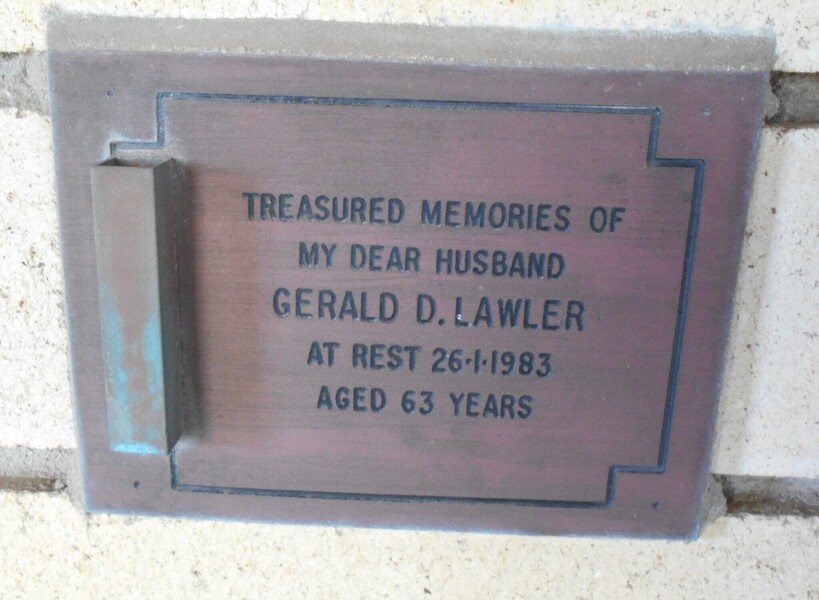 TREASURED MEMORIES OF
MY DEAR HUSBAND
GERALD D. LAWLER
AT REST 26·1·1983
AGED 63 YEARS